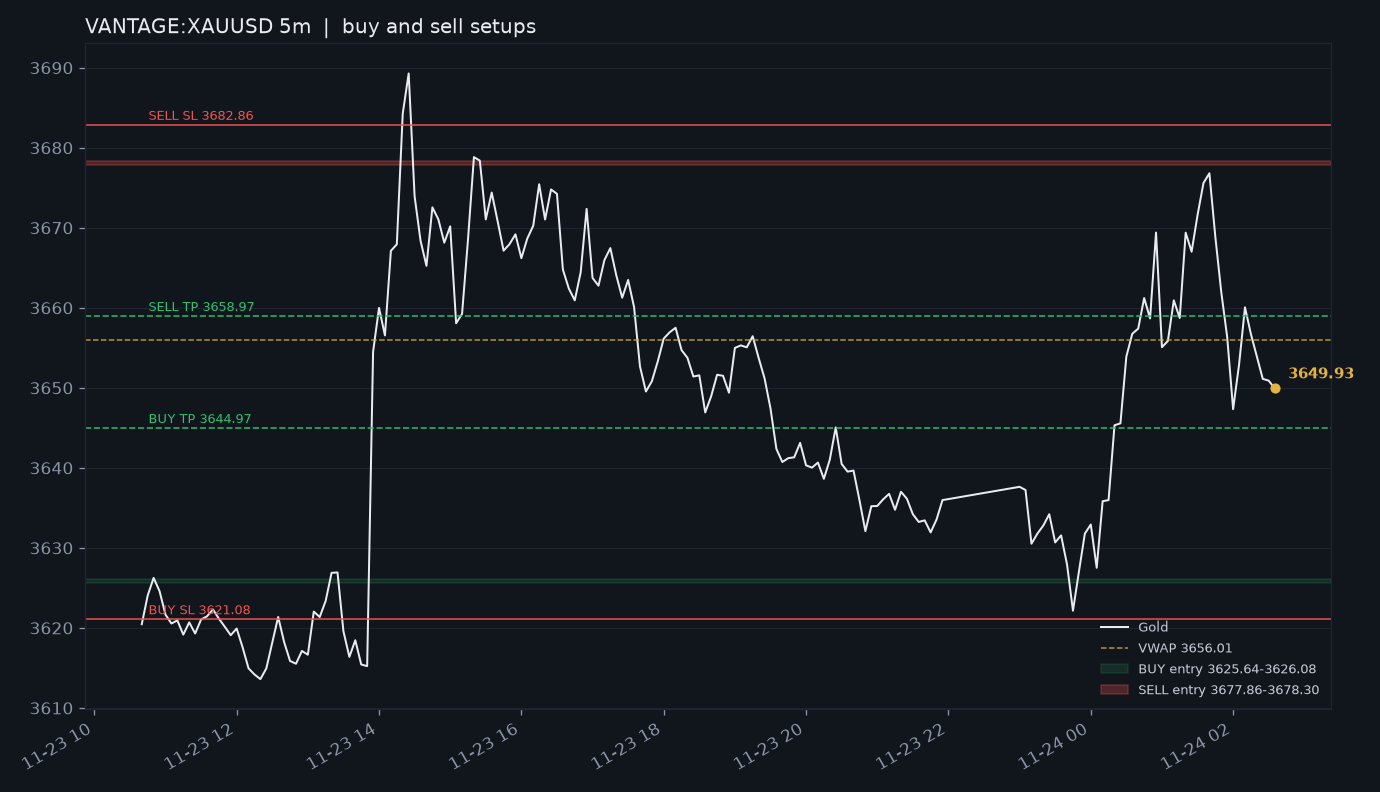 VANTAGE:XAUUSD 5m | buy and sell setups
3690
SELL SL 3682.86
3680
3670
SELL TP 3658.97
3660
3649.93
3650
BUY TP 3644.97
3640
3630
BUY SL 3621.08
3620
Gold
VWAP 3656.01
BUY entry 3625.64-3626.08
SELL entry 3677.86-3678.30
3610
11-23 10
11-23 12
11-23 14
11-23 16
11-23 18
11-23 20
11-23 22
11-24 00
11-24 02